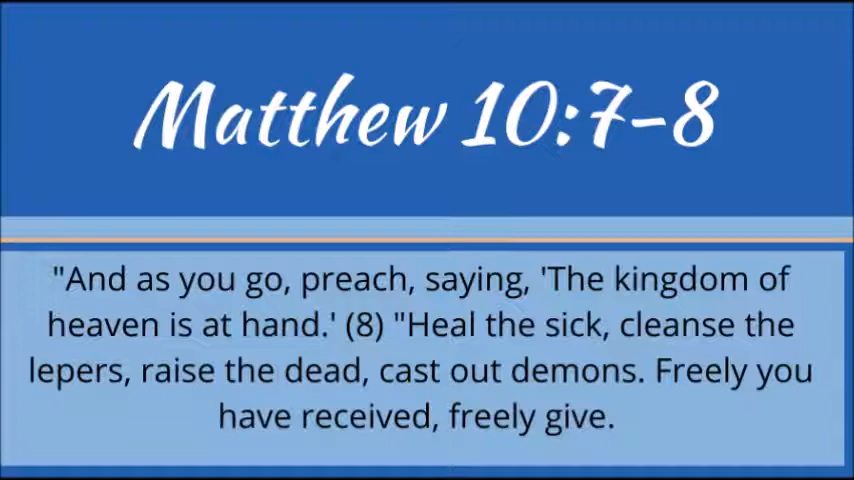 Matthew 10:7-8
"And as you go, preach, saying, 'The kingdom of
heaven is at hand.' (8) "Heal the sick, cleanse the
lepers, raise the dead, cast out demons. Freely you
have received, freely give.